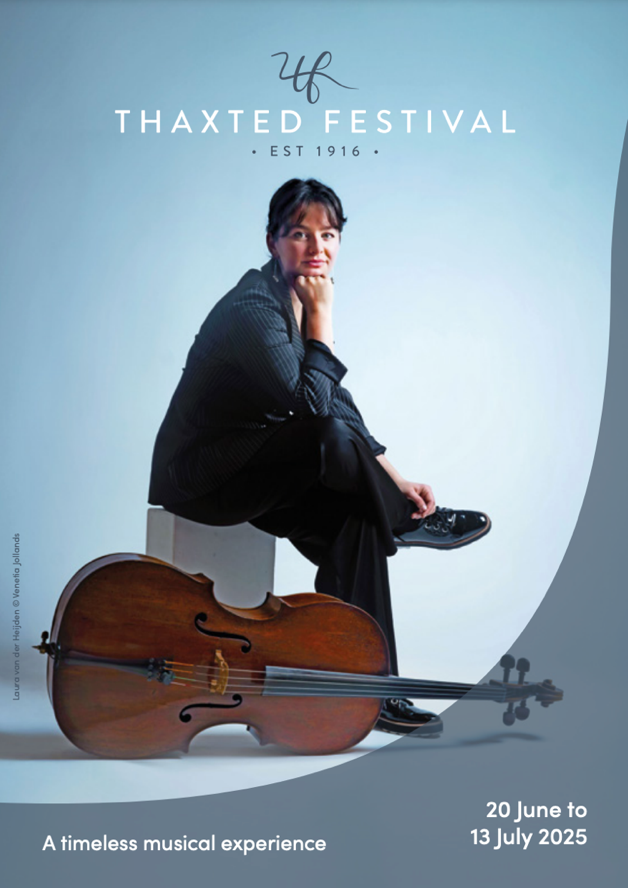 THAXTED FESTIVAL
• EST 1916 •
Laura van der Heijden © Venetia Jollands
A timeless musical experience
20 June to
13 July 2025